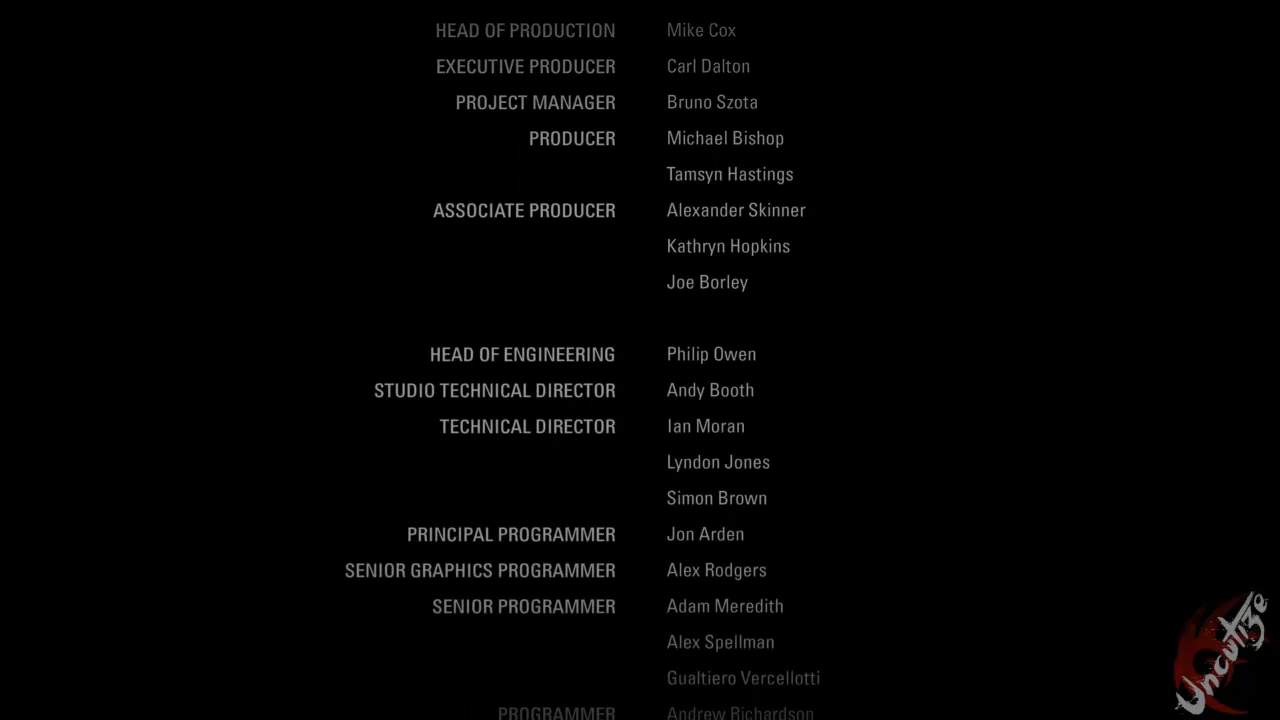 HEAD OF PRODUCTION Mike Cox
EXECUTIVE PRODUCER Carl Dalton
PROJECT MANAGER Bruno Szota
PRODUCER Michael Bishop
Tamsyn Hastings
ASSOCIATE PRODUCER Alexander Skinner
Kathryn Hopkins
Joe Borley
HEAD OF ENGINEERING Philip Owen
STUDIO TECHNICAL DIRECTOR Andy Booth
TECHNICAL DIRECTOR Ian Moran
Lyndon Jones
Simon Brown
PRINCIPAL PROGRAMMER Jon Arden
SENIOR GRAPHICS PROGRAMMER Alex Rodgers
SENIOR PROGRAMMER Adam Meredith
Alex Spellman
Gualtiero Vercellotti
PROGRAMMER Andrew Richardson
Uncutize